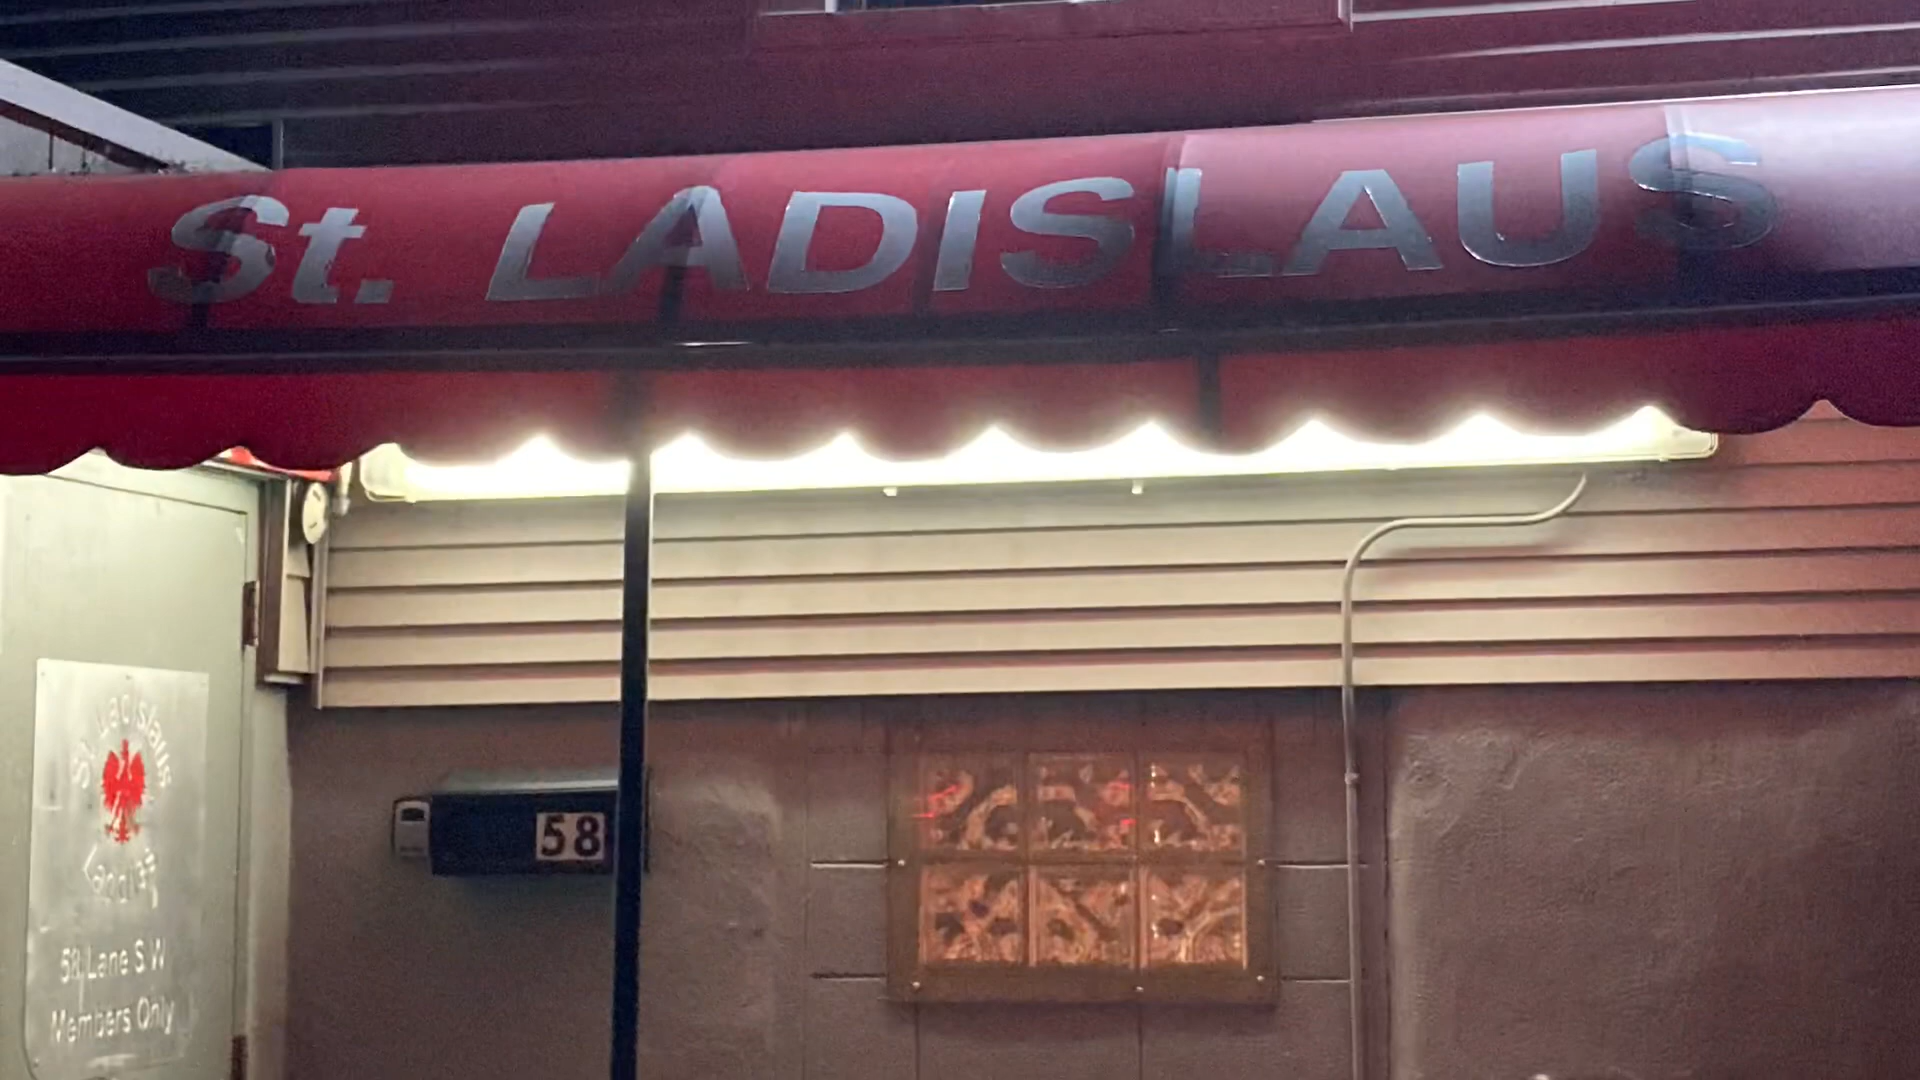 St. LADISLAUS
St Ladislaus
58 Lane S W
Members Only
58